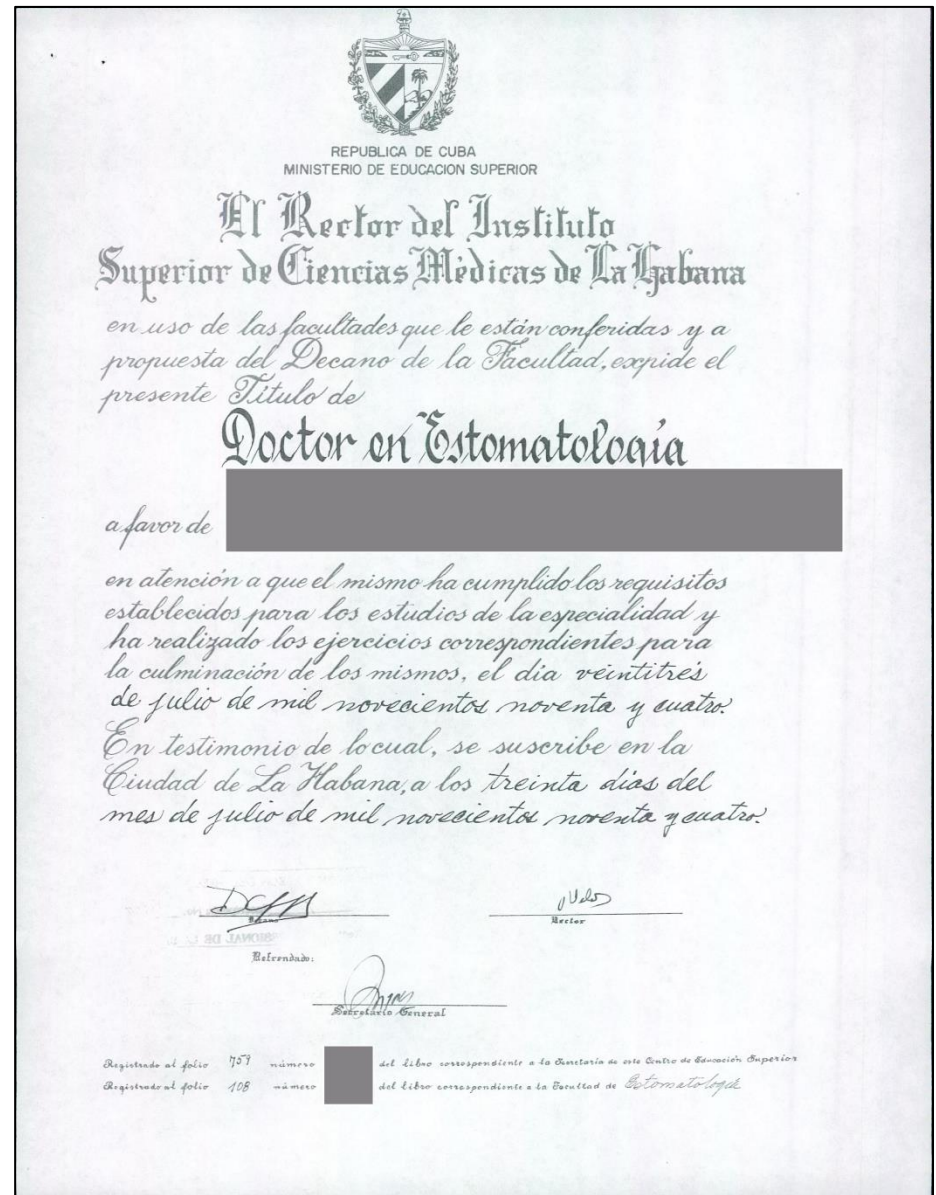 REPUBLICA DE CUBA
MINISTERIO DE EDUCACION SUPERIOR
El Rector del Instituto
Superior de Ciencias Médicas de La Habana
en uso de las facultades que le están conferidas y a
propuesta del Decano de la Facultad, expide el
presente Título de
Doctor en Estomatología
a favor de
en atención a que el mismo ha cumplido los requisitos
establecidos para los estudios de la especialidad y
ha realizado los ejercicios correspondientes para
la culminación de los mismos, el día veintitrés
de julio de mil novecientos noventa y cuatro.
En testimonio de lo cual, se suscribe en la
Ciudad de La Habana, a los treinta días del
mes de julio de mil novecientos noventa y cuatro.
Decano
Rector
Refrendado:
Secretario General
Registrado al folio 759 número del libro correspondiente a la Secretaría de este Centro de Educación Superior
Registrado al folio 108 número del libro correspondiente a la Facultad de Estomatología